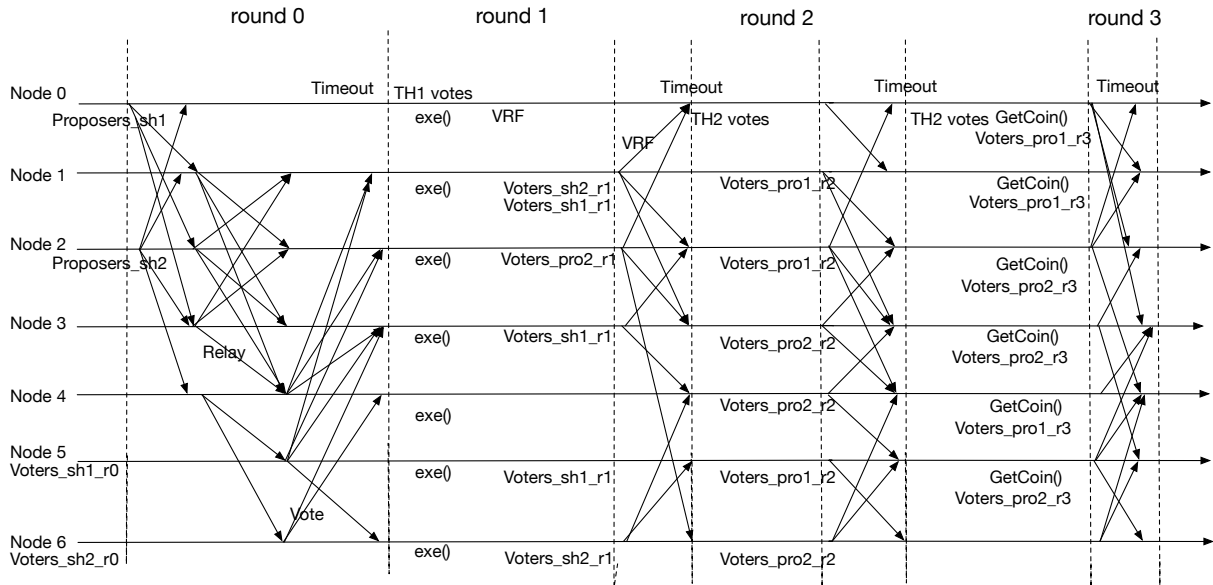 round 0
round 1
round 2
round 3
Node 0
Timeout
TH1 votes
Timeout
Timeout
Timeout
Proposers_sh1
exe()
VRF
TH2 votes
TH2 votes
GetCoin()
Voters_pro1_r3
VRF
Node 1
exe()
Voters_sh2_r1
Voters_sh1_r1
Voters_pro1_r2
GetCoin()
Voters_pro1_r3
Node 2
Proposers_sh2
exe()
Voters_pro2_r1
Voters_pro1_r2
GetCoin()
Voters_pro2_r3
Node 3
Relay
exe()
Voters_sh1_r1
Voters_pro2_r2
GetCoin()
Voters_pro2_r3
Node 4
exe()
Voters_pro2_r2
GetCoin()
Voters_pro1_r3
Node 5
Voters_sh1_r0
exe()
Voters_sh1_r1
Voters_pro1_r2
GetCoin()
Voters_pro2_r3
Vote
Node 6
Voters_sh2_r0
exe()
Voters_sh2_r1
Voters_pro2_r2